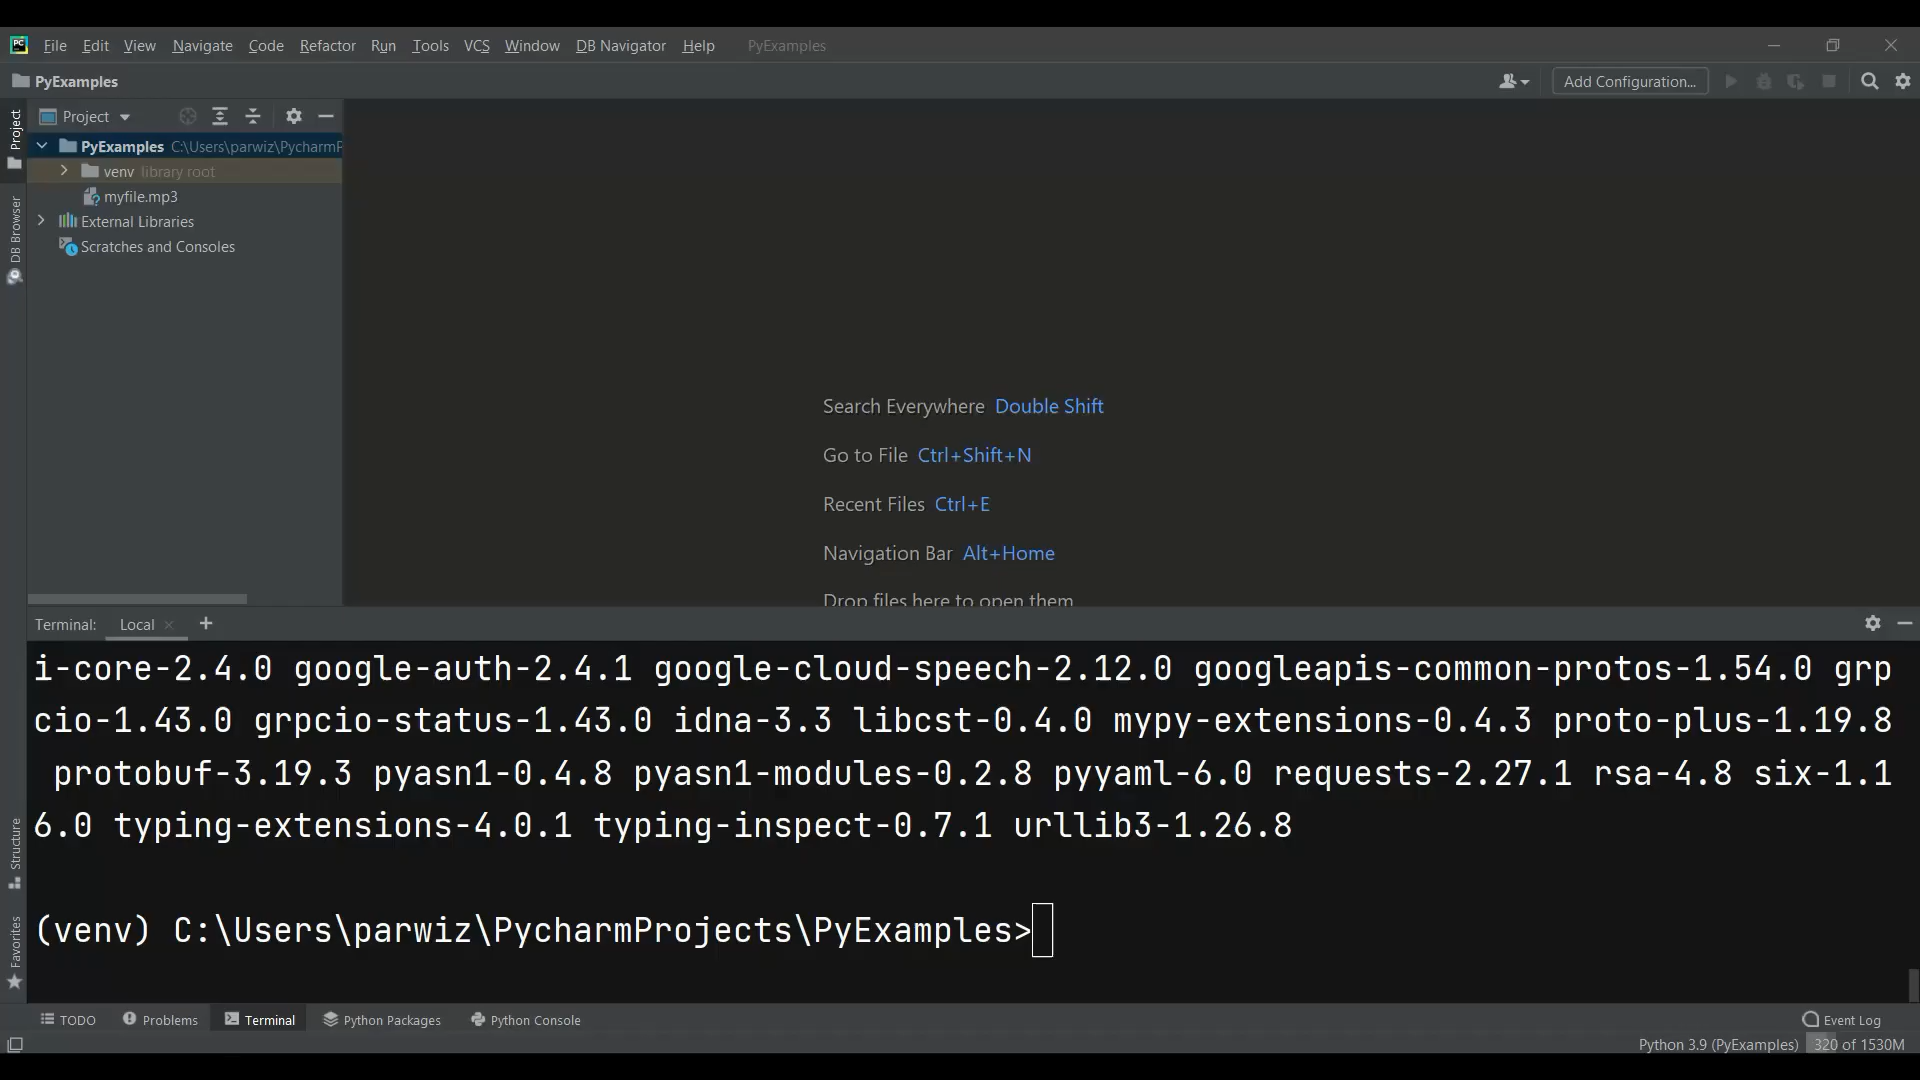 PC File Edit View Navigate Code Refactor Run Tools VCS Window DB Navigator Help PyExamples
PyExamples Add Configuration...
Project
Project
PyExamples C:\Users\parwiz\PycharmP
venv library root
myfile.mp3
External Libraries
Scratches and Consoles
DB Browser
Search Everywhere Double Shift
Go to File Ctrl+Shift+N
Recent Files Ctrl+E
Navigation Bar Alt+Home
Drop files here to open them
Terminal: Local
i-core-2.4.0 google-auth-2.4.1 google-cloud-speech-2.12.0 googleapis-common-protos-1.54.0 grp
cio-1.43.0 grpcio-status-1.43.0 idna-3.3 libcst-0.4.0 mypy-extensions-0.4.3 proto-plus-1.19.8
protobuf-3.19.3 pyasn1-0.4.8 pyasn1-modules-0.2.8 pyyaml-6.0 requests-2.27.1 rsa-4.8 six-1.1
6.0 typing-extensions-4.0.1 typing-inspect-0.7.1 urllib3-1.26.8
(venv) C:\Users\parwiz\PycharmProjects\PyExamples>
Structure
Favorites
TODO Problems Terminal Python Packages Python Console Event Log
Python 3.9 (PyExamples) 320 of 1530M